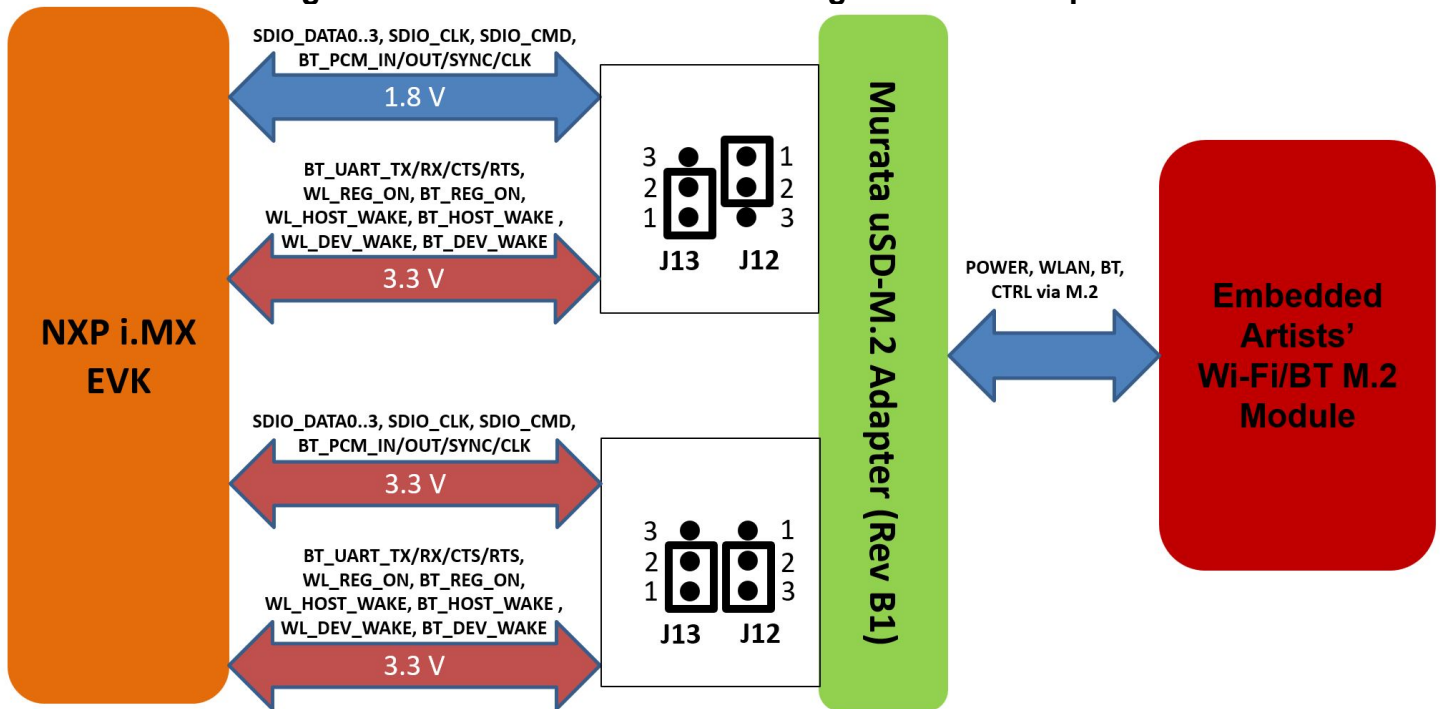 NXP i.MX
EVK
SDIO_DATA0..3, SDIO_CLK, SDIO_CMD,
BT_PCM_IN/OUT/SYNC/CLK
1.8 V
BT_UART_TX/RX/CTS/RTS,
WL_REG_ON, BT_REG_ON,
WL_HOST_WAKE, BT_HOST_WAKE ,
WL_DEV_WAKE, BT_DEV_WAKE
3.3 V
3 1
2 2
1 3
J13 J12
SDIO_DATA0..3, SDIO_CLK, SDIO_CMD,
BT_PCM_IN/OUT/SYNC/CLK
3.3 V
BT_UART_TX/RX/CTS/RTS,
WL_REG_ON, BT_REG_ON,
WL_HOST_WAKE, BT_HOST_WAKE ,
WL_DEV_WAKE, BT_DEV_WAKE
3.3 V
3 1
2 2
1 3
J13 J12
Murata uSD-M.2 Adapter (Rev B1)
POWER, WLAN, BT,
CTRL via M.2
Embedded
Artists’
Wi-Fi/BT M.2
Module